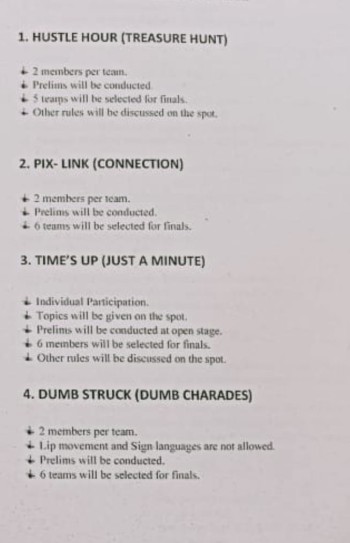 1. HUSTLE HOUR (TREASURE HUNT)
2 members per team.
Prelims will be conducted.
5 teams will be selected for finals.
Other rules will be discussed on the spot.
2. PIX- LINK (CONNECTION)
2 members per team.
Prelims will be conducted.
6 teams will be selected for finals.
3. TIME'S UP (JUST A MINUTE)
Individual Participation.
Topics will be given on the spot.
Prelims will be conducted at open stage.
6 members will be selected for finals.
Other rules will be discussed on the spot.
4. DUMB STRUCK (DUMB CHARADES)
2 members per team.
Lip movement and Sign languages are not allowed.
Prelims will be conducted.
6 teams will be selected for finals.